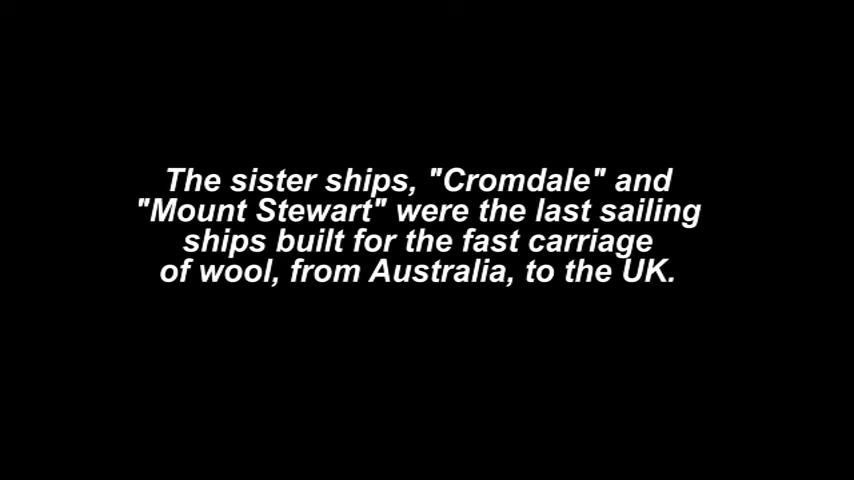 The sister ships, "Cromdale" and
"Mount Stewart" were the last sailing
ships built for the fast carriage
of wool, from Australia, to the UK.